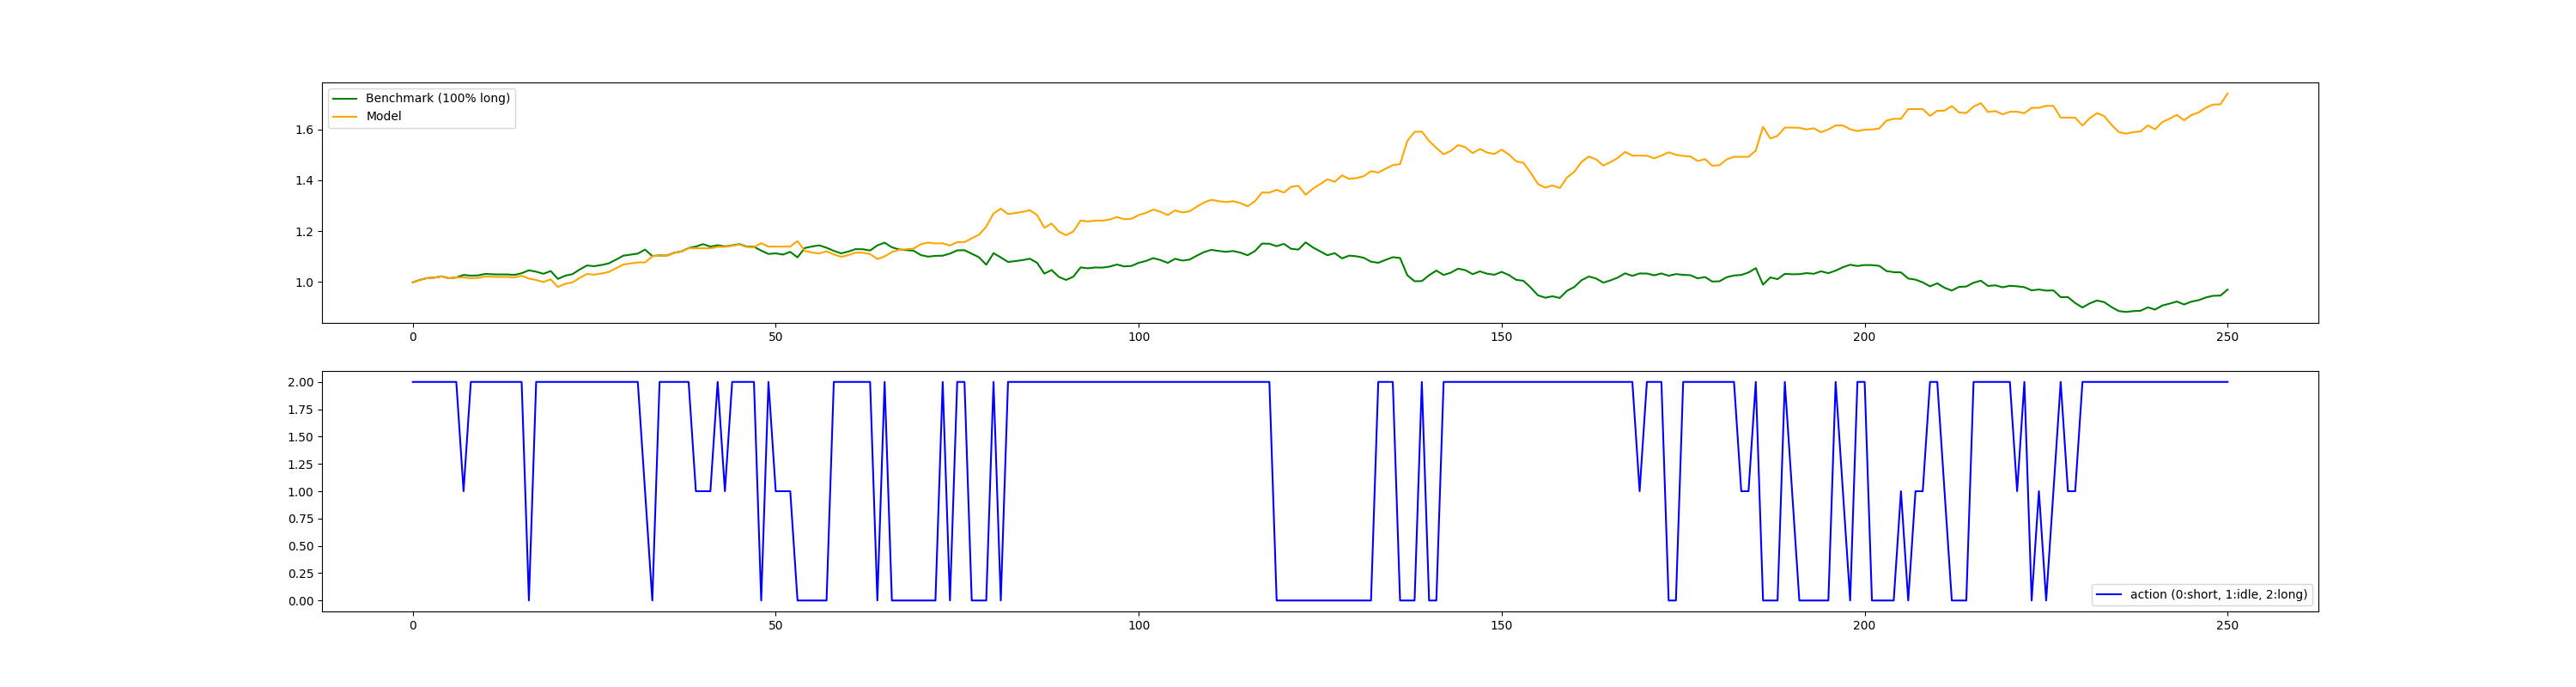 Benchmark (100% long)
Model
1.6
1.4
1.2
1.0
0 50 100 150 200 250
2.00
1.75
1.50
1.25
1.00
0.75
0.50
0.25
0.00
action (0:short, 1:idle, 2:long)
0 50 100 150 200 250